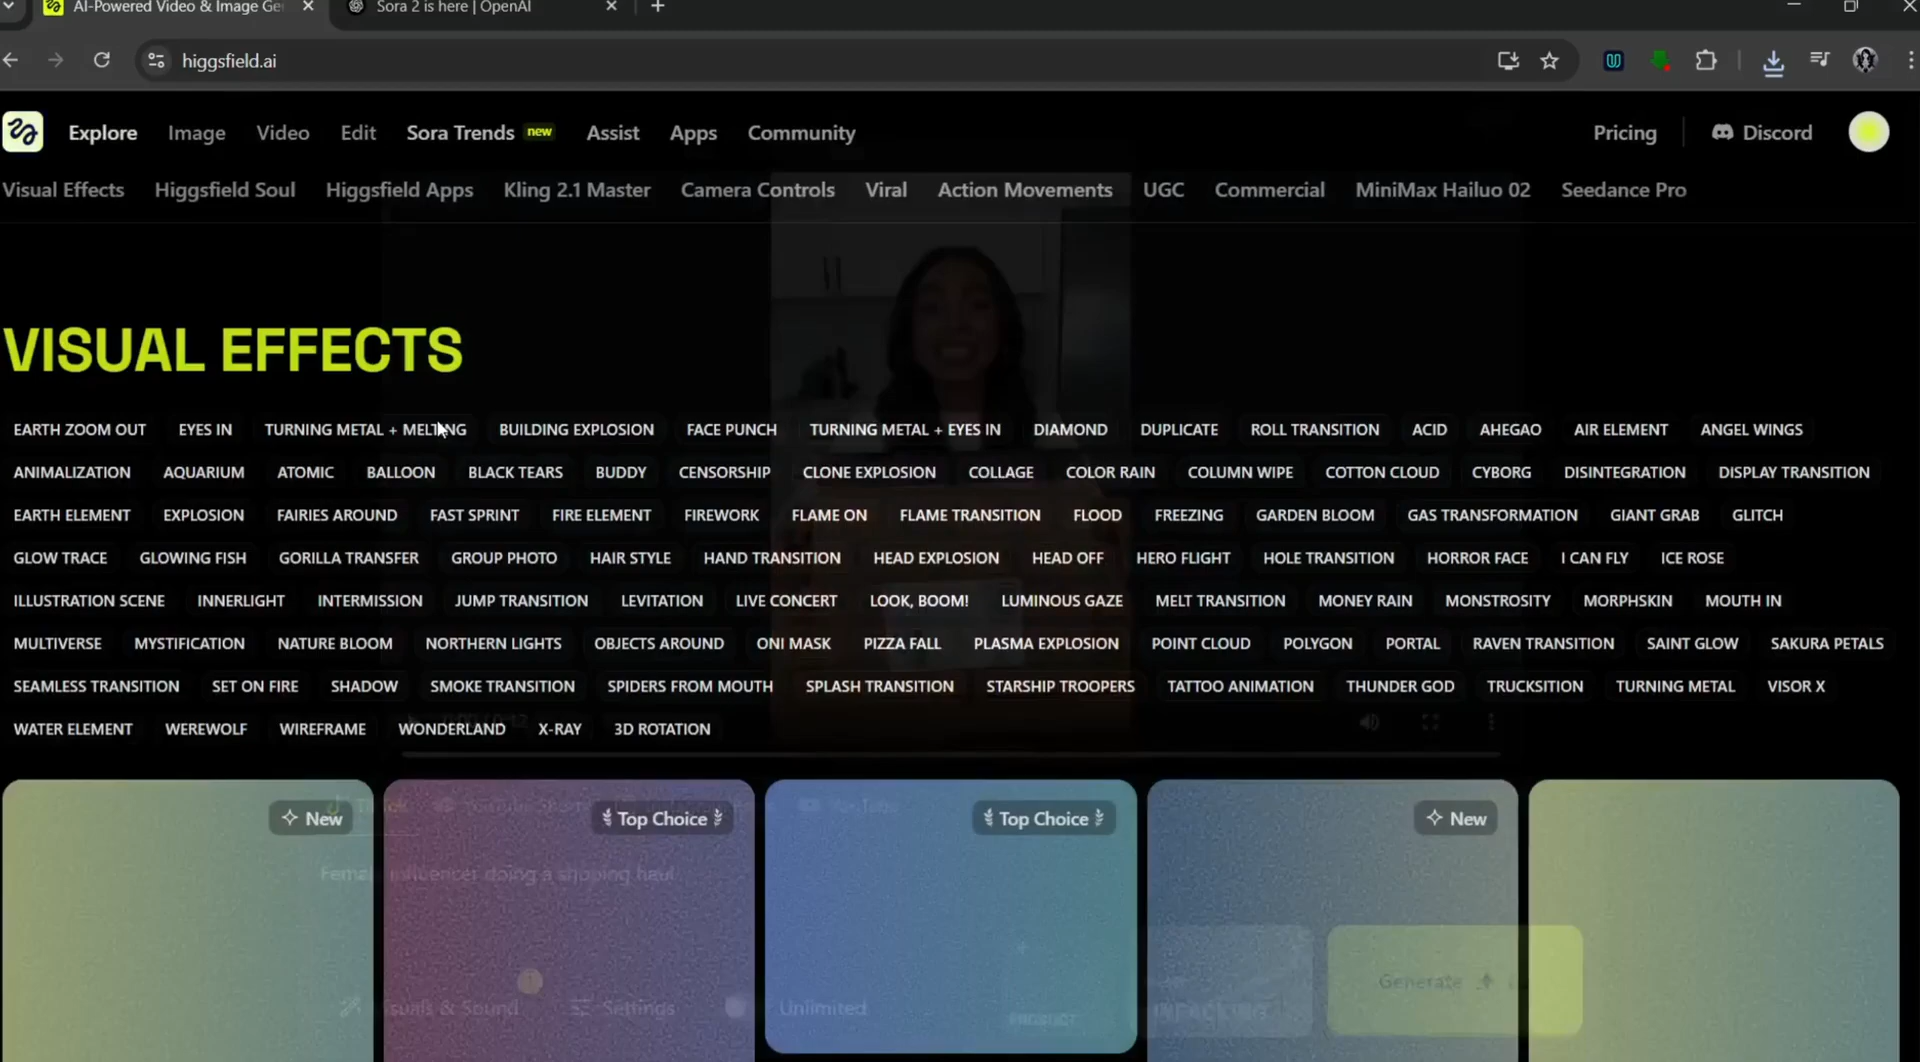 AI-Powered Video & Image Ge
Sora 2 is here | OpenAI
higgsfield.ai
Explore Image Video Edit Sora Trends new Assist Apps Community Pricing Discord
Visual Effects Higgsfield Soul Higgsfield Apps Kling 2.1 Master Camera Controls Viral Action Movements UGC Commercial MiniMax Hailuo 02 Seedance Pro
VISUAL EFFECTS
EARTH ZOOM OUT EYES IN TURNING METAL + MELTING BUILDING EXPLOSION FACE PUNCH TURNING METAL + EYES IN DIAMOND DUPLICATE ROLL TRANSITION ACID AHEGAO AIR ELEMENT ANGEL WINGS
ANIMALIZATION AQUARIUM ATOMIC BALLOON BLACK TEARS BUDDY CENSORSHIP CLONE EXPLOSION COLLAGE COLOR RAIN COLUMN WIPE COTTON CLOUD CYBORG DISINTEGRATION DISPLAY TRANSITION
EARTH ELEMENT EXPLOSION FAIRIES AROUND FAST SPRINT FIRE ELEMENT FIREWORK FLAME ON FLAME TRANSITION FLOOD FREEZING GARDEN BLOOM GAS TRANSFORMATION GIANT GRAB GLITCH
GLOW TRACE GLOWING FISH GORILLA TRANSFER GROUP PHOTO HAIR STYLE HAND TRANSITION HEAD EXPLOSION HEAD OFF HERO FLIGHT HOLE TRANSITION HORROR FACE I CAN FLY ICE ROSE
ILLUSTRATION SCENE INNERLIGHT INTERMISSION JUMP TRANSITION LEVITATION LIVE CONCERT LOOK, BOOM! LUMINOUS GAZE MELT TRANSITION MONEY RAIN MONSTROSITY MORPHSKIN MOUTH IN
MULTIVERSE MYSTIFICATION NATURE BLOOM NORTHERN LIGHTS OBJECTS AROUND ONI MASK PIZZA FALL PLASMA EXPLOSION POINT CLOUD POLYGON PORTAL RAVEN TRANSITION SAINT GLOW SAKURA PETALS
SEAMLESS TRANSITION SET ON FIRE SHADOW SMOKE TRANSITION SPIDERS FROM MOUTH SPLASH TRANSITION STARSHIP TROOPERS TATTOO ANIMATION THUNDER GOD TRUCKSITION TURNING METAL VISOR X
WATER ELEMENT WEREWOLF WIREFRAME WONDERLAND X-RAY 3D ROTATION
New Top Choice Top Choice New
YouTube
influencer doing a
Generate
& Sound Settings Unlimited
PRODUCT